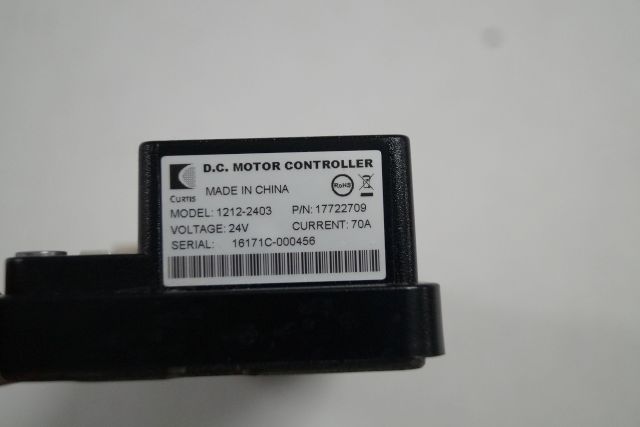 D.C. MOTOR CONTROLLER
CURTIS
MADE IN CHINA
RoHS
MODEL: 1212-2403 P/N: 17722709
VOLTAGE: 24V CURRENT: 70A
SERIAL: 16171C-000456